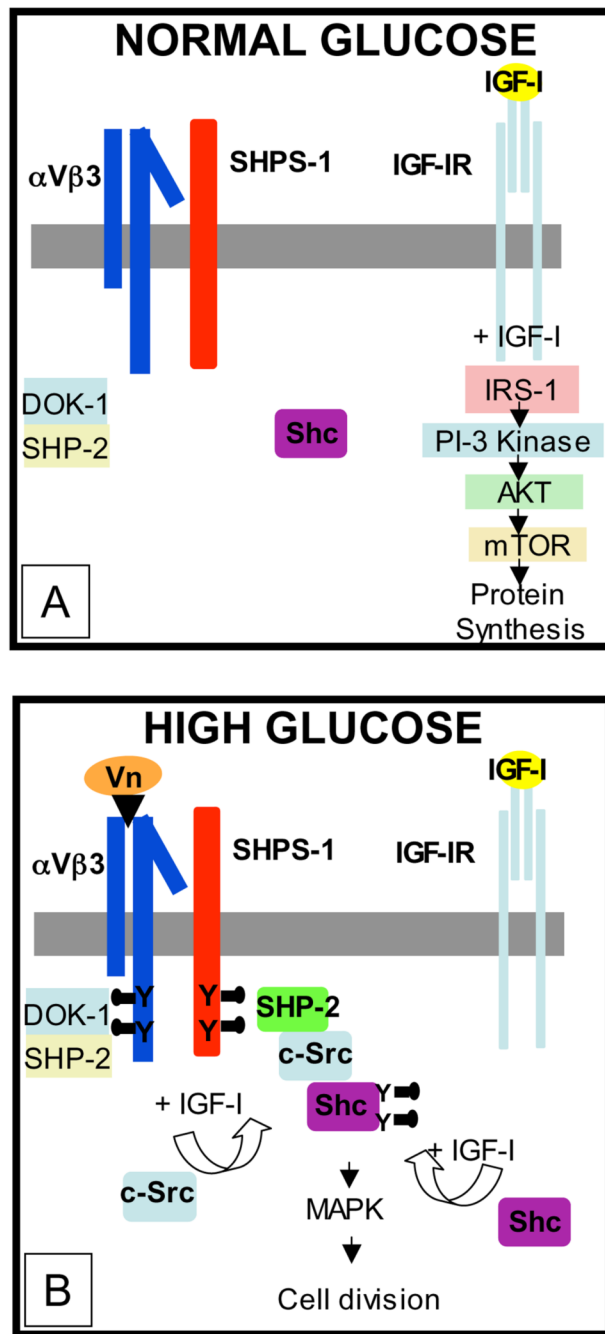 NORMAL GLUCOSE
IGF-I
αVβ3
SHPS-1
IGF-IR
+ IGF-I
DOK-1
SHP-2
Shc
IRS-1
PI-3 Kinase
AKT
mTOR
Protein
Synthesis
A
HIGH GLUCOSE
Vn
IGF-I
αVβ3
SHPS-1
IGF-IR
DOK-1
SHP-2
Y
Y
Y
Y
SHP-2
c-Src
Shc
Y
Y
+ IGF-I
c-Src
+ IGF-I
Shc
MAPK
Cell division
B